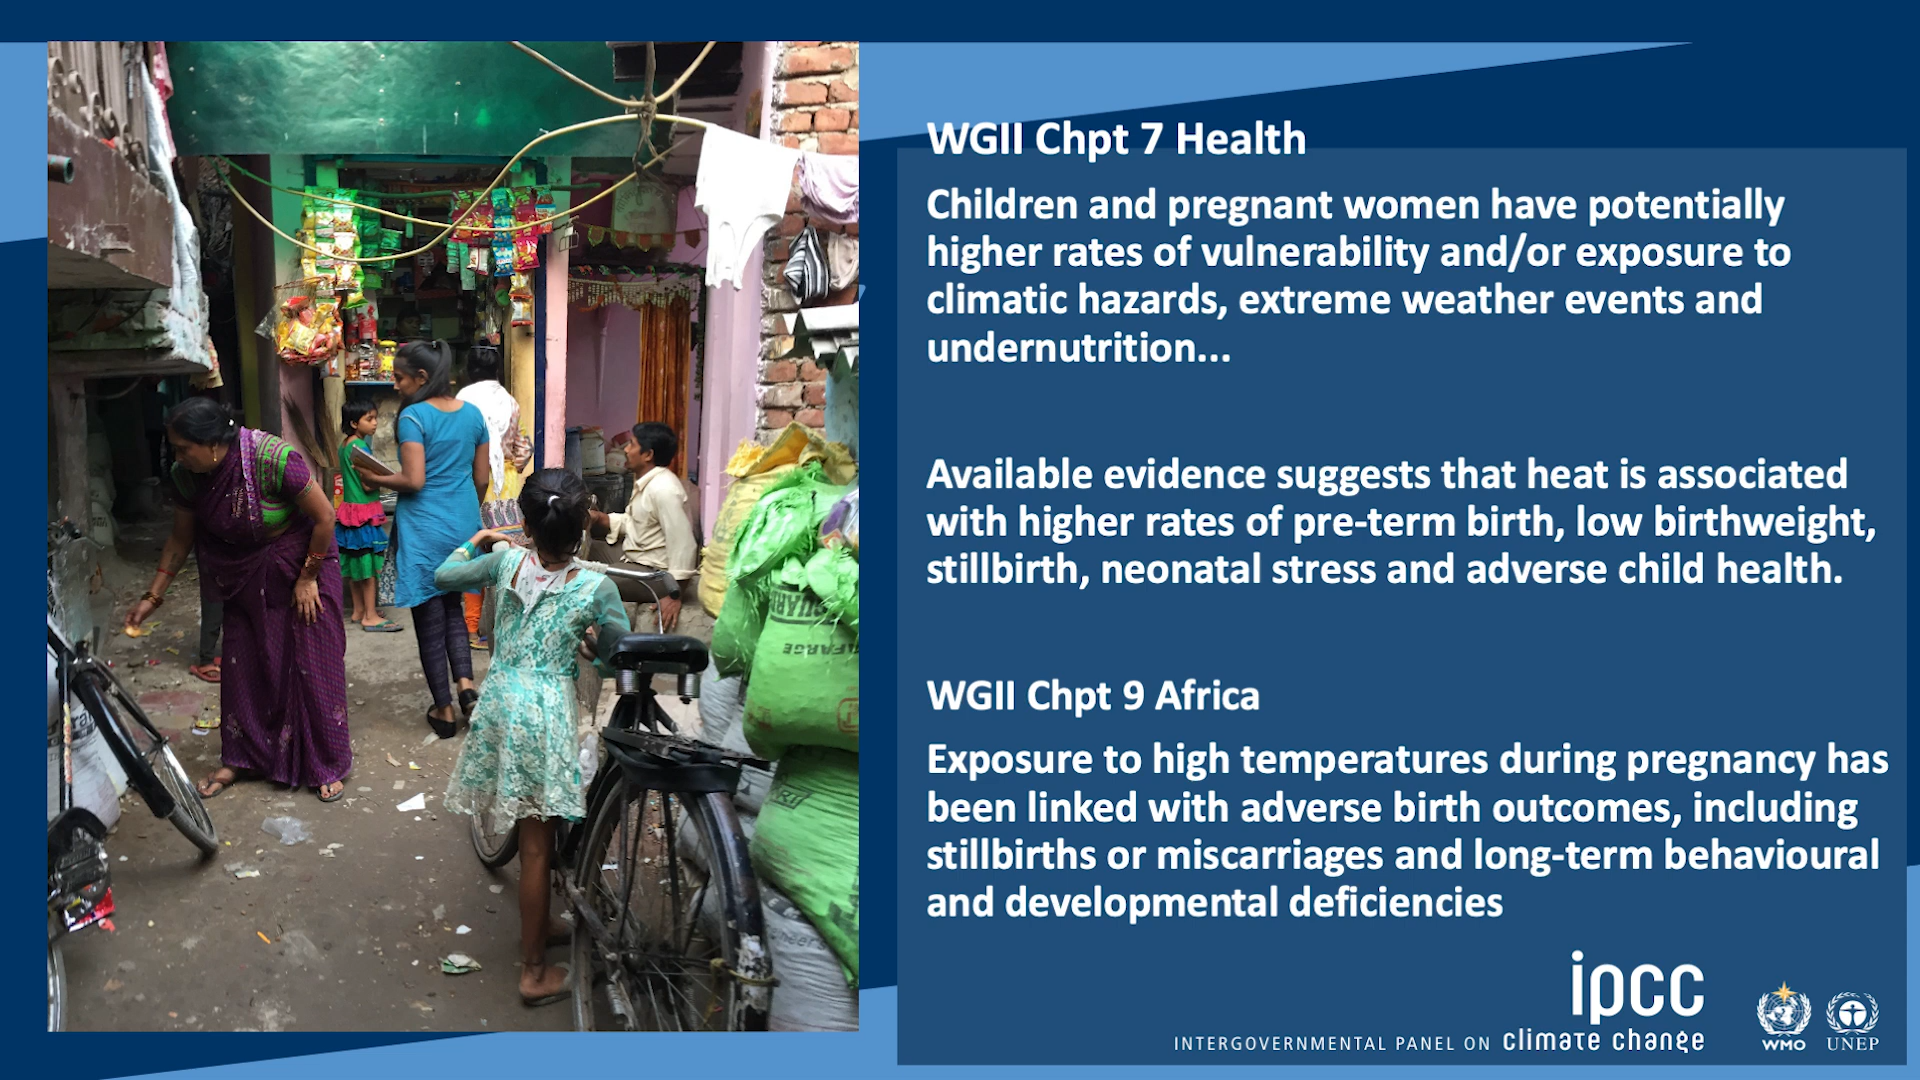 WGII Chpt 7 Health
Children and pregnant women have potentially
higher rates of vulnerability and/or exposure to
climatic hazards, extreme weather events and
undernutrition...
Available evidence suggests that heat is associated
with higher rates of pre-term birth, low birthweight,
stillbirth, neonatal stress and adverse child health.
WGII Chpt 9 Africa
Exposure to high temperatures during pregnancy has
been linked with adverse birth outcomes, including
stillbirths or miscarriages and long-term behavioural
and developmental deficiencies
ipcc
INTERGOVERNMENTAL PANEL ON climate change
WMO
UNEP